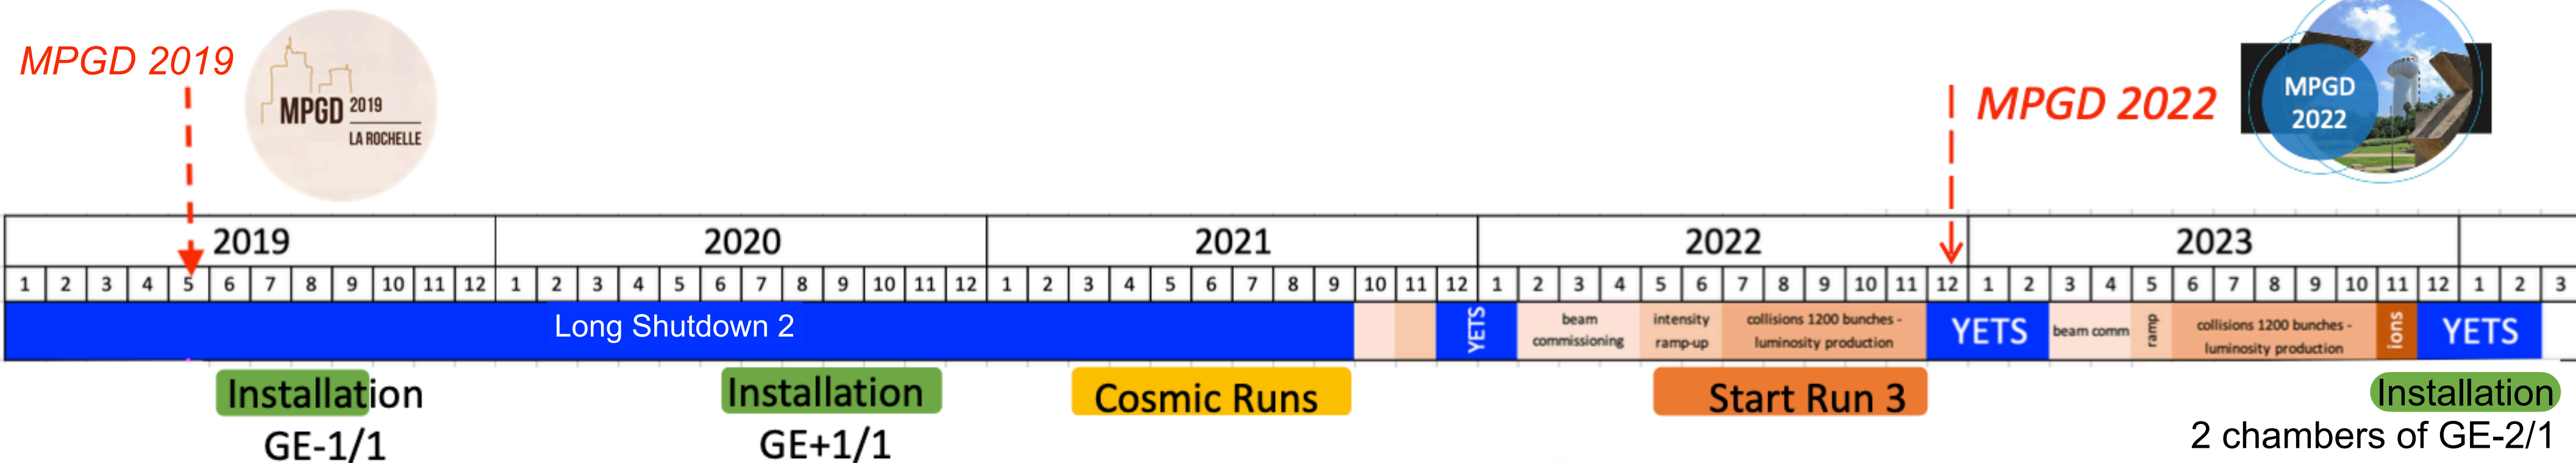 MPGD 2019
MPGD 2019
LA ROCHELLE
MPGD 2022
MPGD
2022
2019 2020 2021 2022 2023
1 2 3 4 5 6 7 8 9 10 11 12 1 2 3 4 5 6 7 8 9 10 11 12 1 2 3 4 5 6 7 8 9 10 11 12 1 2 3 4 5 6 7 8 9 10 11 12 1 2 3 4 5 6 7 8 9 10 11 12 1 2 3
Long Shutdown 2
YETS
beam
commissioning
intensity
ramp-up
collisions 1200 bunches -
luminosity production
YETS
beam comm
ramp
collisions 1200 bunches -
luminosity production
ions
YETS
Installation
GE-1/1
Installation
GE+1/1
Cosmic Runs
Start Run 3
Installation
2 chambers of GE-2/1